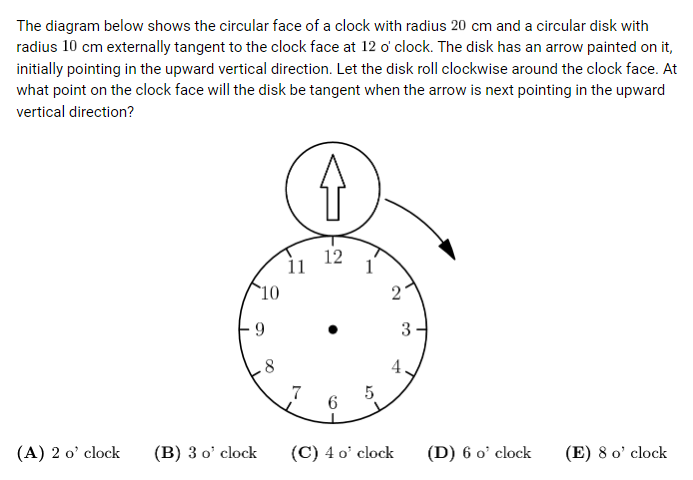 The diagram below shows the circular face of a clock with radius 20 cm and a circular disk with
radius 10 cm externally tangent to the clock face at 12 o' clock. The disk has an arrow painted on it,
initially pointing in the upward vertical direction. Let the disk roll clockwise around the clock face. At
what point on the clock face will the disk be tangent when the arrow is next pointing in the upward
vertical direction?
12
11 1
10 2
9 3
8 4
7 5
6
(A) 2 o' clock (B) 3 o' clock (C) 4 o' clock (D) 6 o' clock (E) 8 o' clock